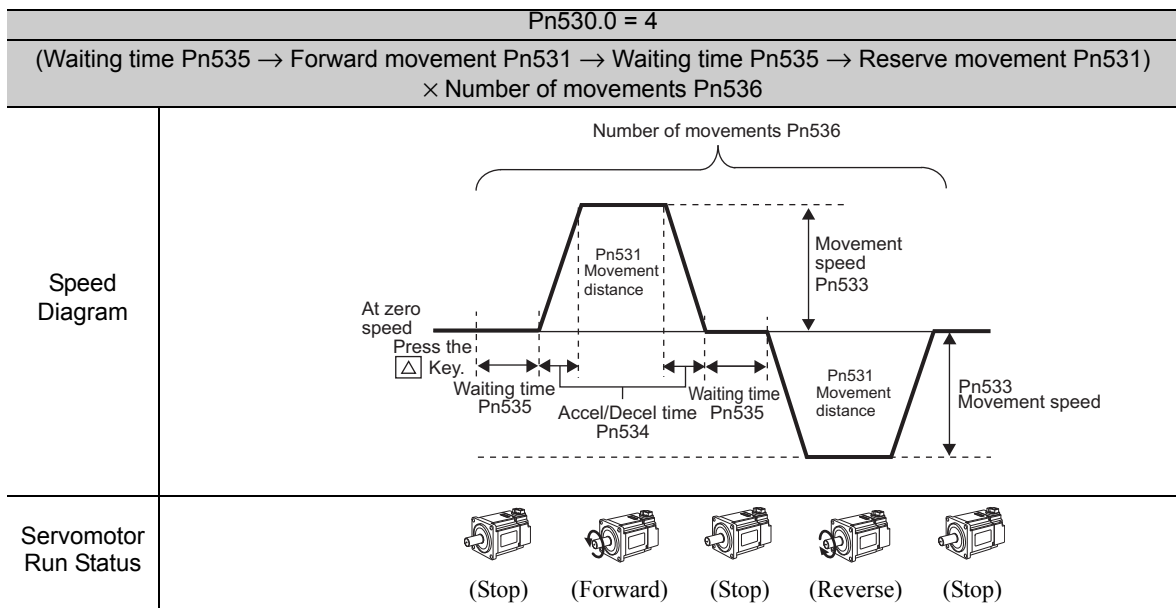 Pn530.0 = 4
(Waiting time Pn535 → Forward movement Pn531 → Waiting time Pn535 → Reserve movement Pn531)
× Number of movements Pn536
Speed
Diagram
Number of movements Pn536
Movement
speed
Pn533
Pn531
Movement
distance
At zero
speed
Press the
△ Key.
Waiting time
Pn535
Accel/Decel time
Pn534
Waiting time
Pn535
Pn531
Movement
distance
Pn533
Movement speed
Servomotor
Run Status
(Stop) (Forward) (Stop) (Reverse) (Stop)